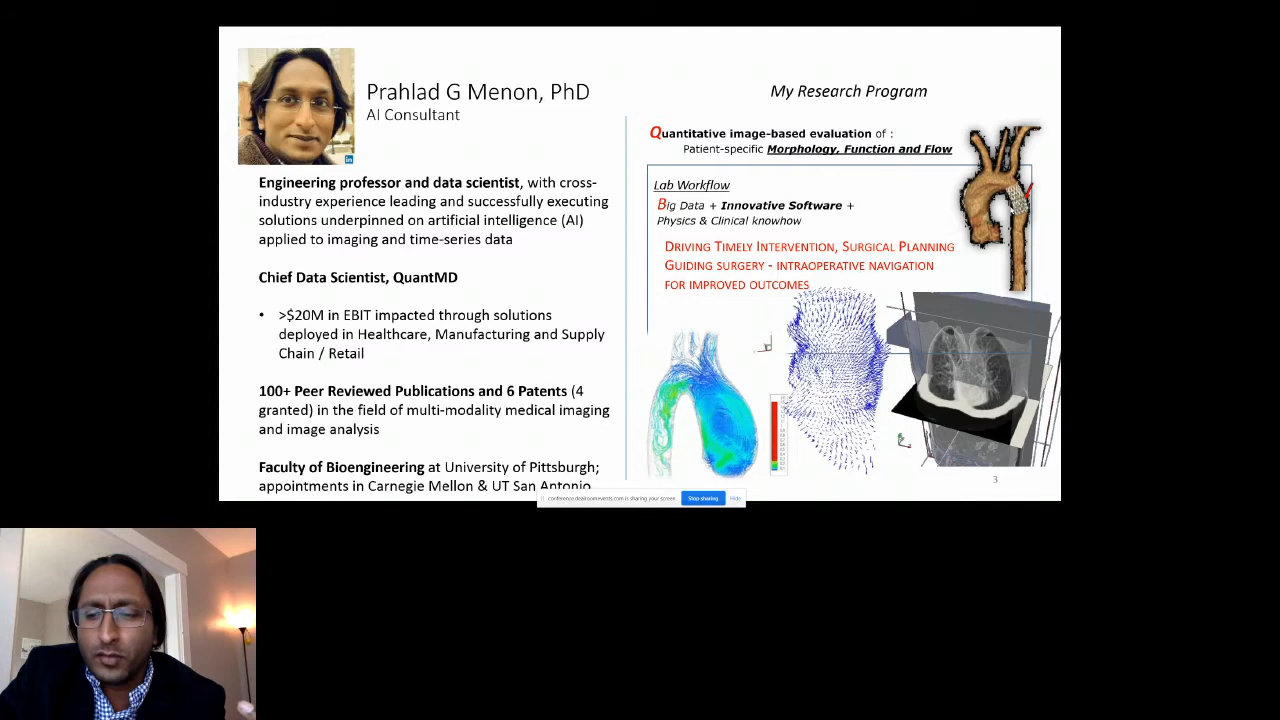 Prahlad G Menon, PhD
AI Consultant
Engineering professor and data scientist, with cross-
industry experience leading and successfully executing
solutions underpinned on artificial intelligence (AI)
applied to imaging and time-series data
Chief Data Scientist, QuantMD
• >$20M in EBIT impacted through solutions
deployed in Healthcare, Manufacturing and Supply
Chain / Retail
100+ Peer Reviewed Publications and 6 Patents (4
granted) in the field of multi-modality medical imaging
and image analysis
Faculty of Bioengineering at University of Pittsburgh;
appointments in Carnegie Mellon & UT San Antonio
My Research Program
Quantitative image-based evaluation of :
Patient-specific Morphology, Function and Flow
Lab Workflow
Big Data + Innovative Software +
Physics & Clinical knowhow
DRIVING TIMELY INTERVENTION, SURGICAL PLANNING
GUIDING SURGERY - INTRAOPERATIVE NAVIGATION
FOR IMPROVED OUTCOMES
3
in
is sharing your screen.
Stop sharing
Hide